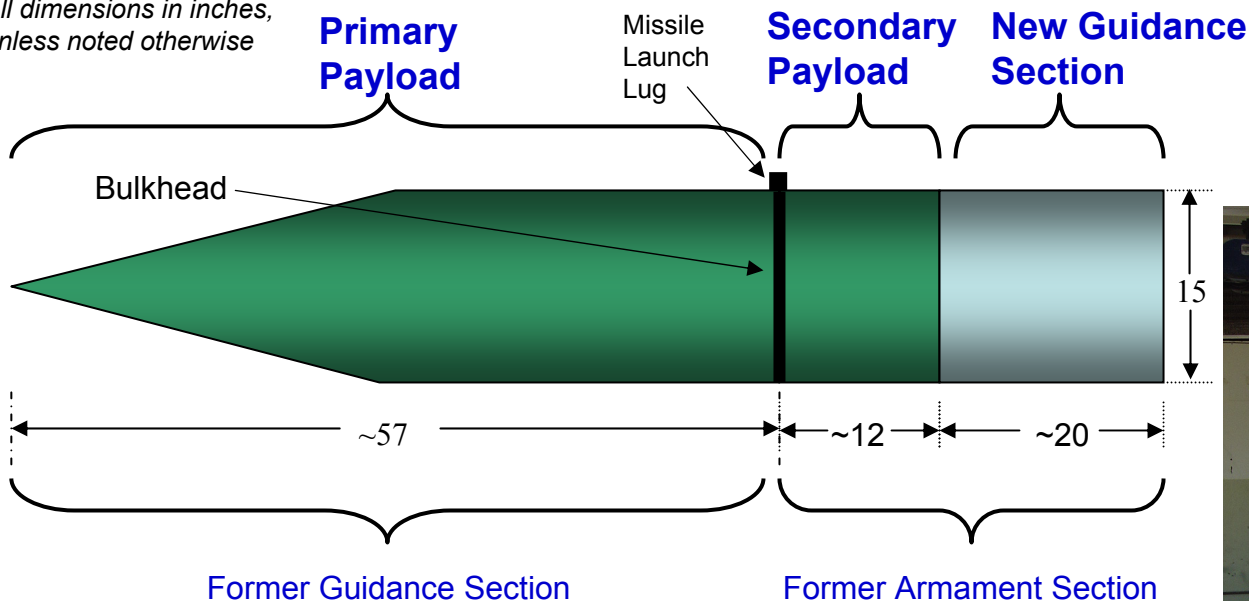 ll dimensions in inches,
nless noted otherwise
Primary
Payload
Missile
Launch
Lug
Secondary
Payload
New Guidance
Section
Bulkhead
15
~57
~12
~20
Former Guidance Section
Former Armament Section